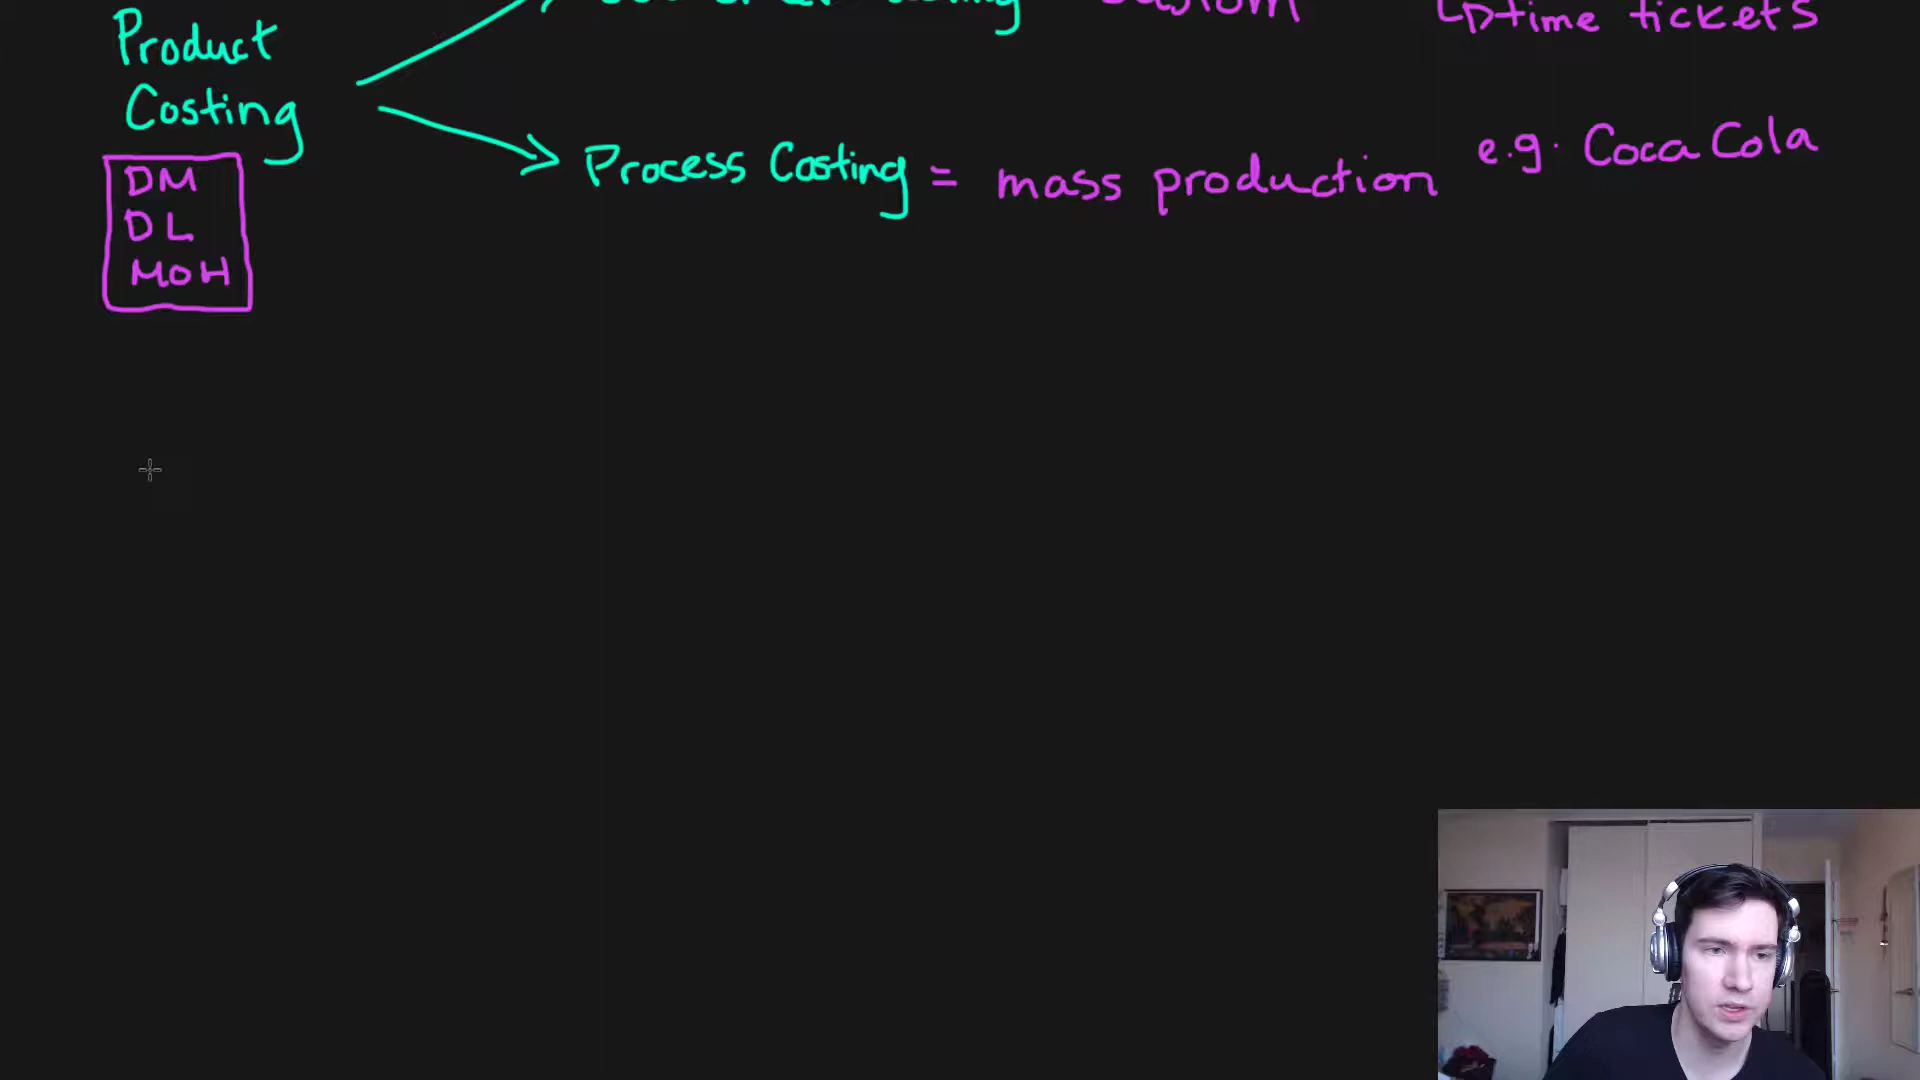 time tickets
Product
Costing
Process Costing = mass production e.g. Coca Cola
DM
DL
MOH